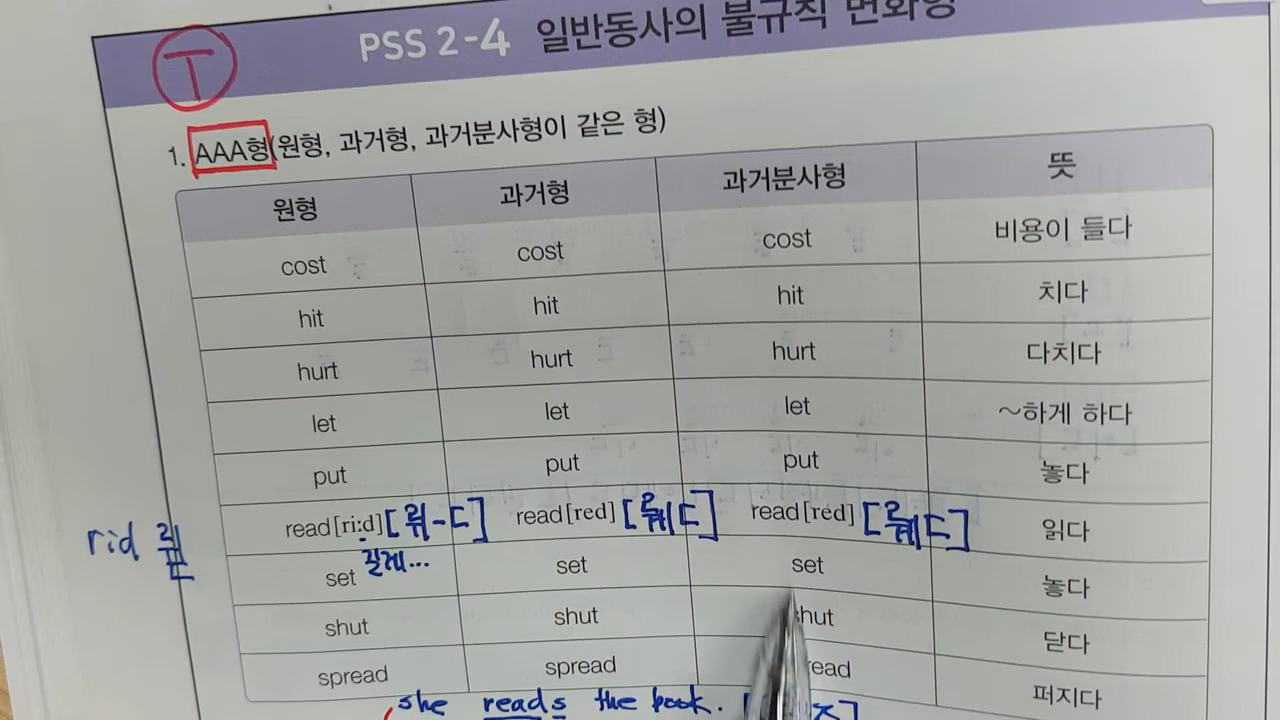 T PSS 2-4 일반동사의 불규칙 변화형
1. AAA형(원형, 과거형, 과거분사형이 같은 형)
원형 과거형 과거분사형 뜻
cost cost cost 비용이 들다
hit hit hit 치다
hurt hurt hurt 다치다
let let let ~하게 하다
put put put 놓다
read[ri:d] [뤼-드] read[red] [뤠드] read[red] [뤠드] 읽다
rid 륃
길게...
set set set 놓다
shut shut shut 닫다
spread spread read 퍼지다
she reads the book.